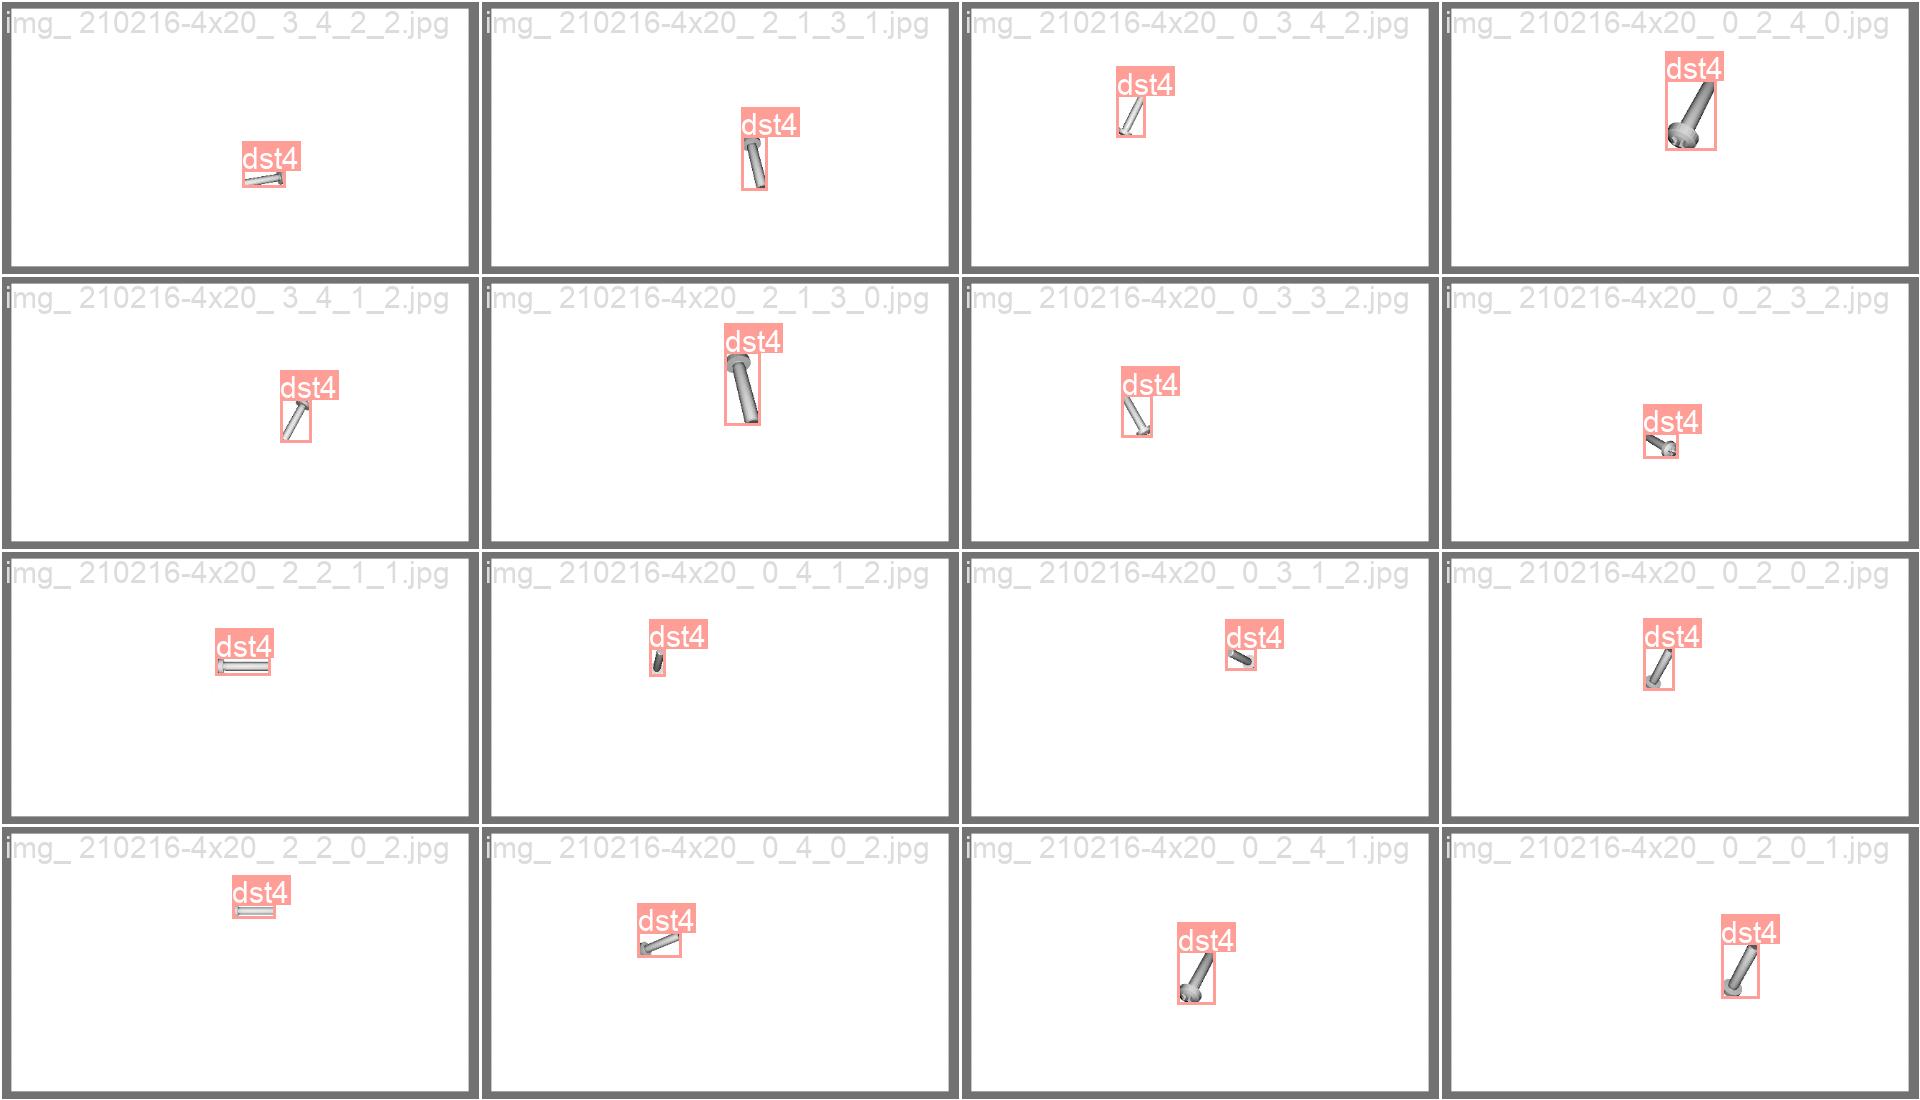 img_ 210216-4x20_ 3_4_2_2.jpg
dst4
img_ 210216-4x20_ 2_1_3_1.jpg
dst4
img_ 210216-4x20_ 0_3_4_2.jpg
dst4
img_ 210216-4x20_ 0_2_4_0.jpg
dst4
img_ 210216-4x20_ 3_4_1_2.jpg
dst4
img_ 210216-4x20_ 2_1_3_0.jpg
dst4
img_ 210216-4x20_ 0_3_3_2.jpg
dst4
img_ 210216-4x20_ 0_2_3_2.jpg
dst4
img_ 210216-4x20_ 2_2_1_1.jpg
dst4
img_ 210216-4x20_ 0_4_1_2.jpg
dst4
img_ 210216-4x20_ 0_3_1_2.jpg
dst4
img_ 210216-4x20_ 0_2_0_2.jpg
dst4
img_ 210216-4x20_ 2_2_0_2.jpg
dst4
img_ 210216-4x20_ 0_4_0_2.jpg
dst4
img_ 210216-4x20_ 0_2_4_1.jpg
dst4
img_ 210216-4x20_ 0_2_0_1.jpg
dst4